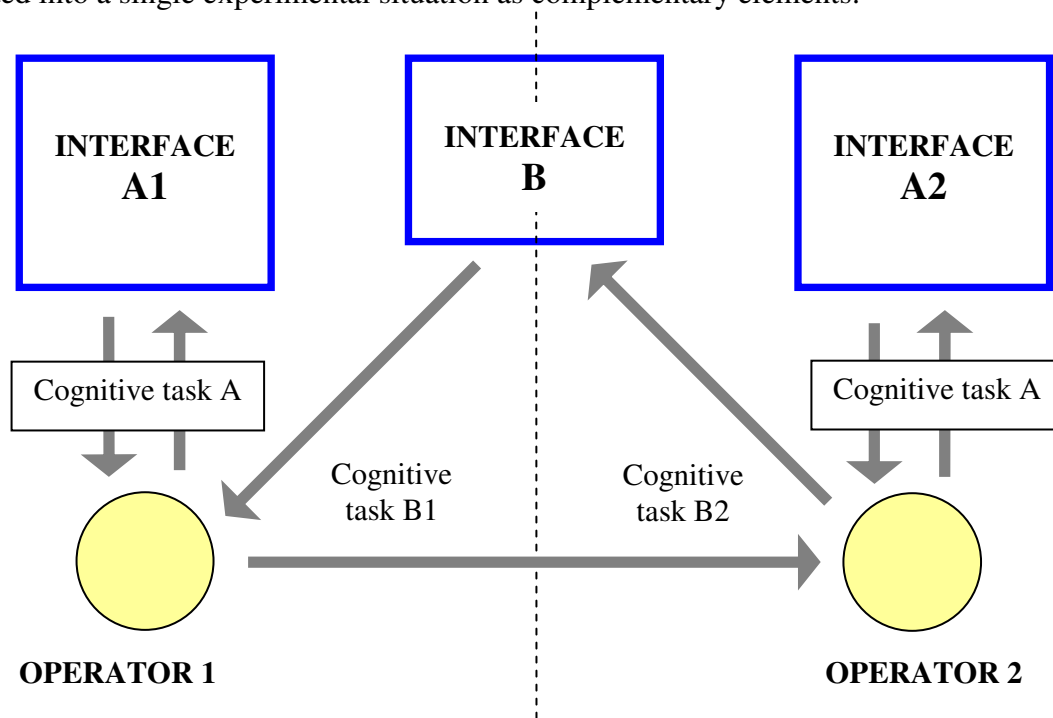 into a single experimental situation as complementary elements.
INTERFACE
A1
INTERFACE
B
INTERFACE
A2
Cognitive task A
Cognitive task A
Cognitive
task B1
Cognitive
task B2
OPERATOR 1
OPERATOR 2